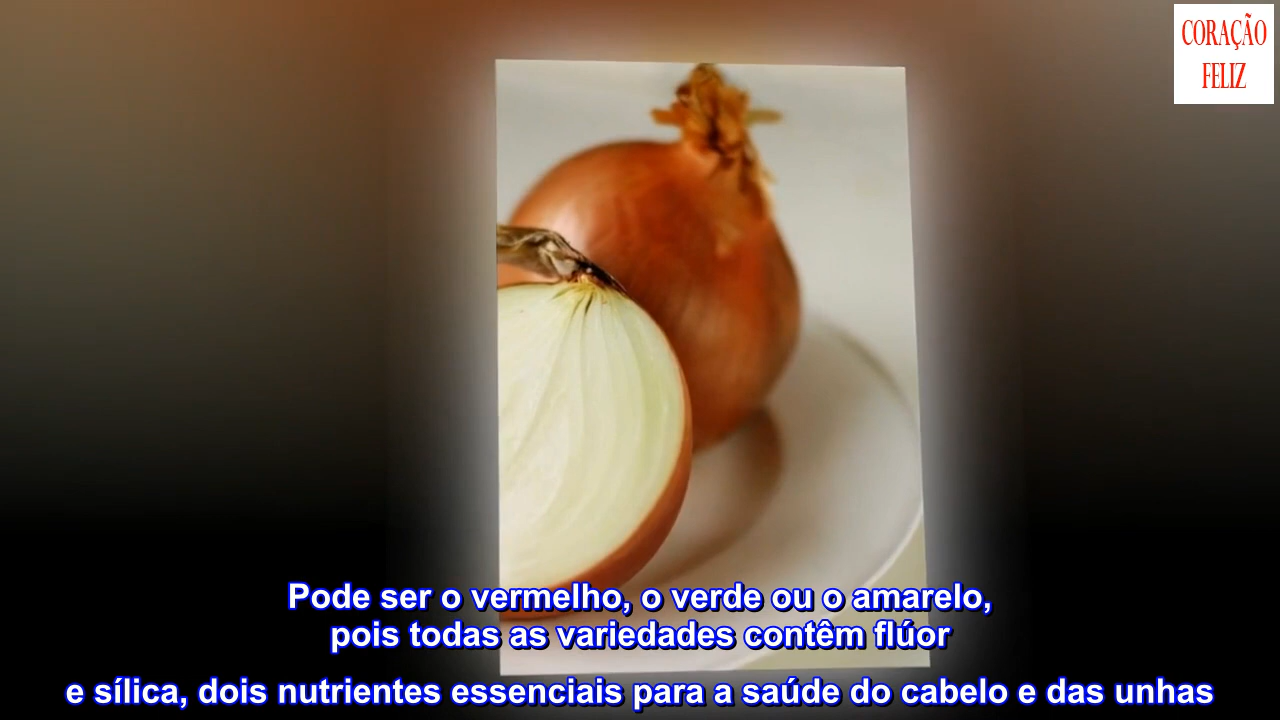 CORAÇÃO
FELIZ
Pode ser o vermelho, o verde ou o amarelo,
pois todas as variedades contêm flúor
e sílica, dois nutrientes essenciais para a saúde do cabelo e das unhas